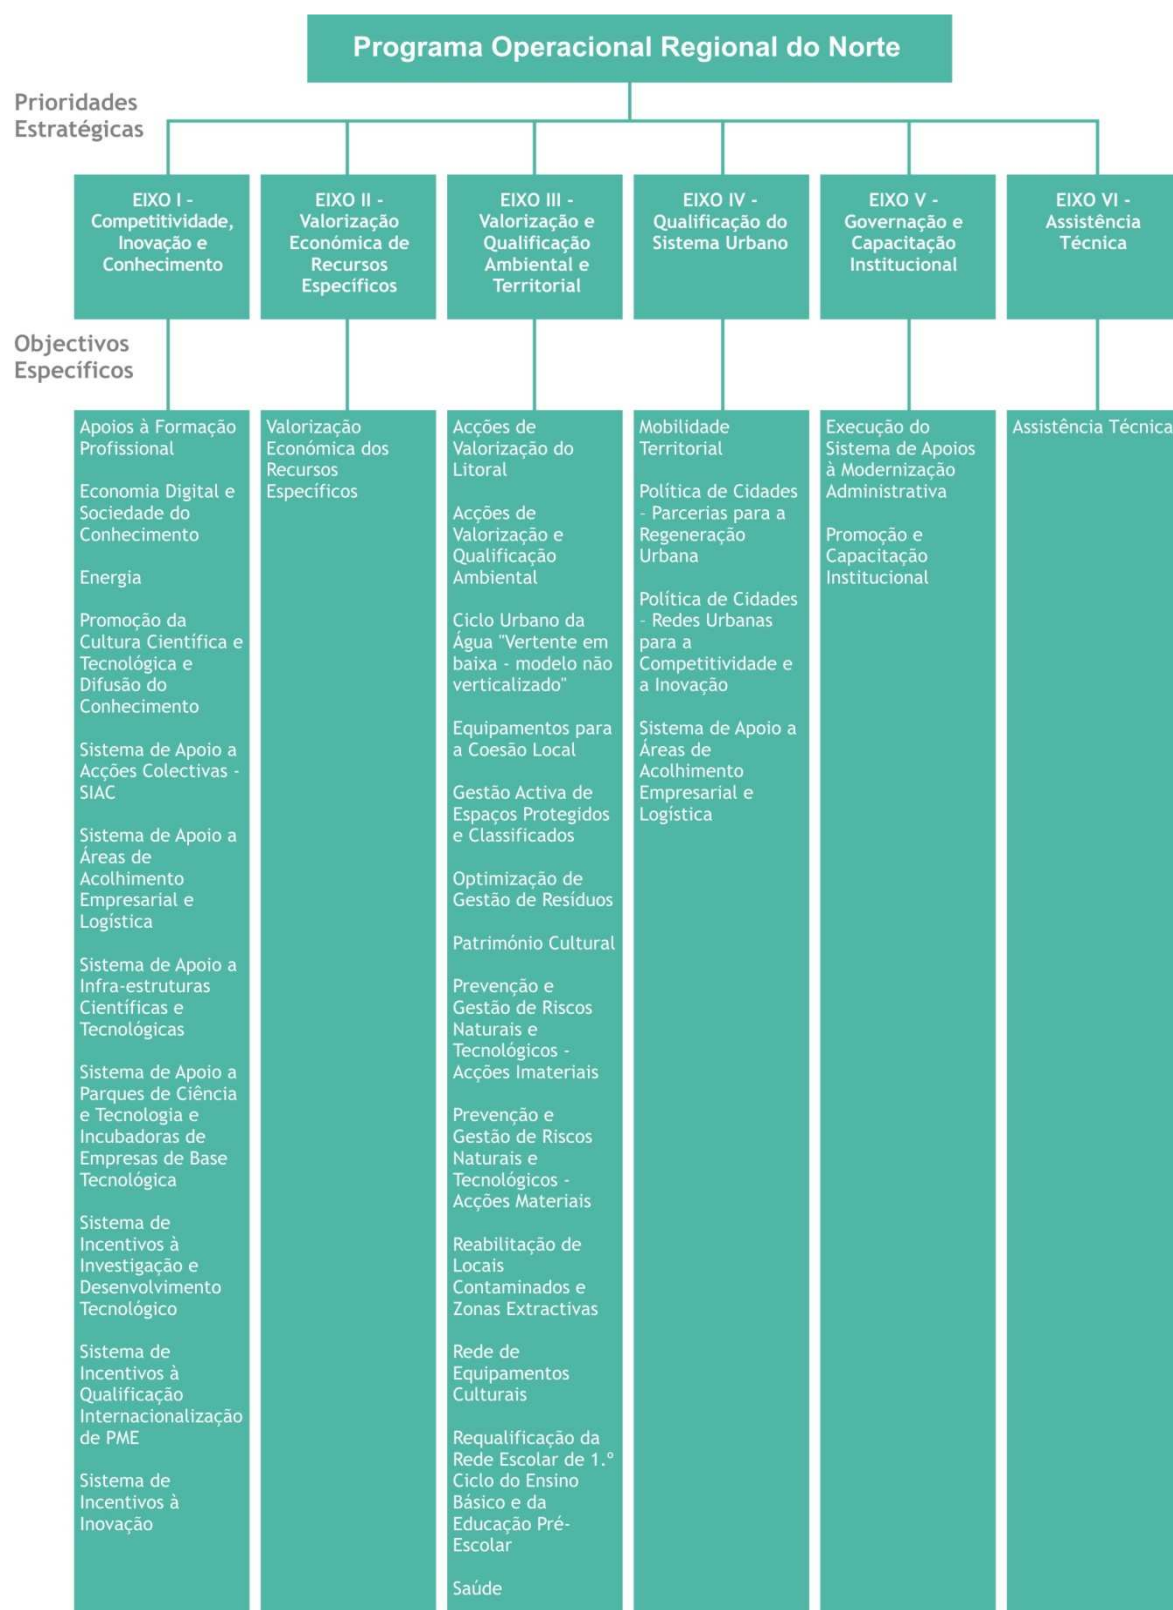 Programa Operacional Regional do Norte
Prioridades
Estratégicas
EIXO I -
Competitividade,
Inovação e
Conhecimento
EIXO II -
Valorização
Económica de
Recursos
Específicos
EIXO III -
Valorização e
Qualificação
Ambiental e
Territorial
EIXO IV -
Qualificação do
Sistema Urbano
EIXO V -
Governação e
Capacitação
Institucional
EIXO VI -
Assistência
Técnica
Objectivos
Específicos
Apoios à Formação
Profissional
Economia Digital e
Sociedade do
Conhecimento
Energia
Promoção da
Cultura Científica e
Tecnológica e
Difusão do
Conhecimento
Sistema de Apoio a
Acções Colectivas -
SIAC
Sistema de Apoio a
Áreas de
Acolhimento
Empresarial e
Logística
Sistema de Apoio a
Infra-estruturas
Científicas e
Tecnológicas
Sistema de Apoio a
Parques de Ciência
e Tecnologia e
Incubadoras de
Empresas de Base
Tecnológica
Sistema de
Incentivos à
Investigação e
Desenvolvimento
Tecnológico
Sistema de
Incentivos à
Qualificação
Internacionalização
de PME
Sistema de
Incentivos à
Inovação
Valorização
Económica dos
Recursos
Específicos
Acções de
Valorização do
Litoral
Acções de
Valorização e
Qualificação
Ambiental
Ciclo Urbano da
Água "Vertente em
baixa - modelo não
verticalizado"
Equipamentos para
a Coesão Local
Gestão Activa de
Espaços Protegidos
e Classificados
Optimização de
Gestão de Resíduos
Património Cultural
Prevenção e
Gestão de Riscos
Naturais e
Tecnológicos -
Acções Imateriais
Prevenção e
Gestão de Riscos
Naturais e
Tecnológicos -
Acções Materiais
Reabilitação de
Locais
Contaminados e
Zonas Extractivas
Rede de
Equipamentos
Culturais
Requalificação da
Rede Escolar de 1.º
Ciclo do Ensino
Básico e da
Educação Pré-
Escolar
Saúde
Mobilidade
Territorial
Política de Cidades
- Parcerias para a
Regeneração
Urbana
Política de Cidades
- Redes Urbanas
para a
Competitividade e
a Inovação
Sistema de Apoio a
Áreas de
Acolhimento
Empresarial e
Logística
Execução do
Sistema de Apoios
à Modernização
Administrativa
Promoção e
Capacitação
Institucional
Assistência Técnica